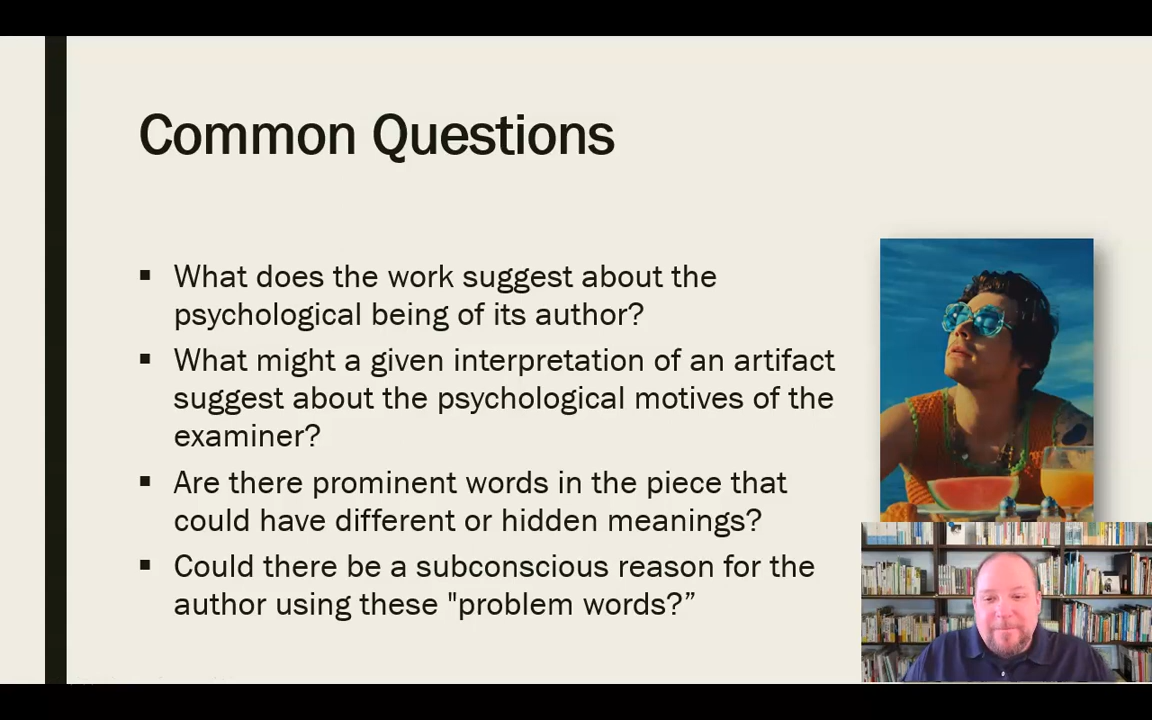 Common Questions
▪ What does the work suggest about the
psychological being of its author?
▪ What might a given interpretation of an artifact
suggest about the psychological motives of the
examiner?
▪ Are there prominent words in the piece that
could have different or hidden meanings?
▪ Could there be a subconscious reason for the
author using these "problem words?”